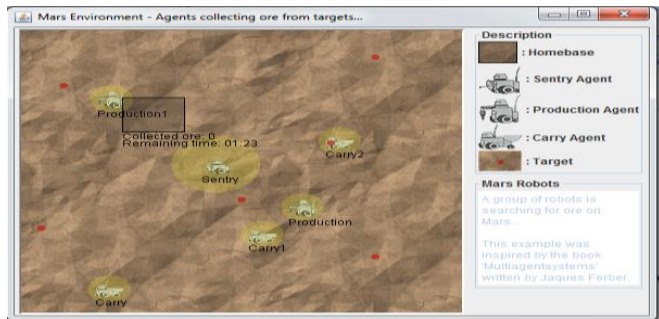 Mars Environment - Agents collecting ore from targets...
Production1
Collected ore: 0
Remaining time: 01:23
Carry2
Sentry
Production
Carry1
Carry
Description
: Homebase
: Sentry Agent
: Production Agent
: Carry Agent
: Target
Mars Robots
A group of robots is
searching for ore on
Mars...
This example was
inspired by the book
'Multiagentsystems'
written by Jaques Ferber.